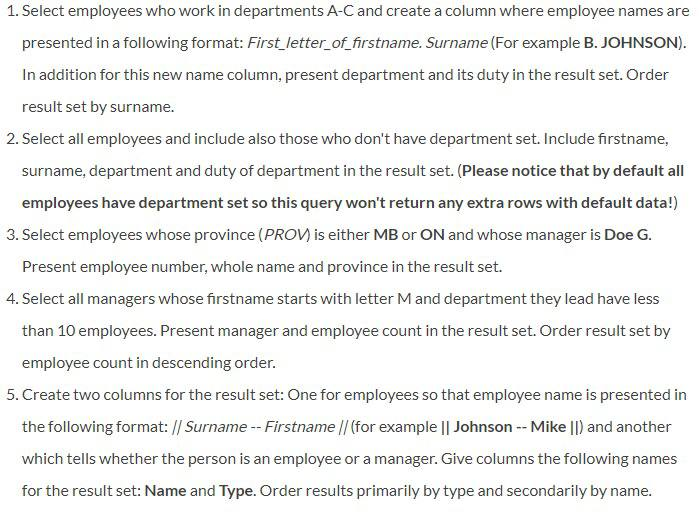 1. Select employees who work in departments A-C and create a column where employee names are
presented in a following format: First_letter_of_firstname. Surname (For example B. JOHNSON).
In addition for this new name column, present department and its duty in the result set. Order
result set by surname.
2. Select all employees and include also those who don't have department set. Include firstname,
surname, department and duty of department in the result set. (Please notice that by default all
employees have department set so this query won't return any extra rows with default data!)
3. Select employees whose province (PROV) is either MB or ON and whose manager is Doe G.
Present employee number, whole name and province in the result set.
4. Select all managers whose firstname starts with letter M and department they lead have less
than 10 employees. Present manager and employee count in the result set. Order result set by
employee count in descending order.
5. Create two columns for the result set: One for employees so that employee name is presented in
the following format: || Surname -- Firstname || (for example || Johnson -- Mike ||) and another
which tells whether the person is an employee or a manager. Give columns the following names
for the result set: Name and Type. Order results primarily by type and secondarily by name.